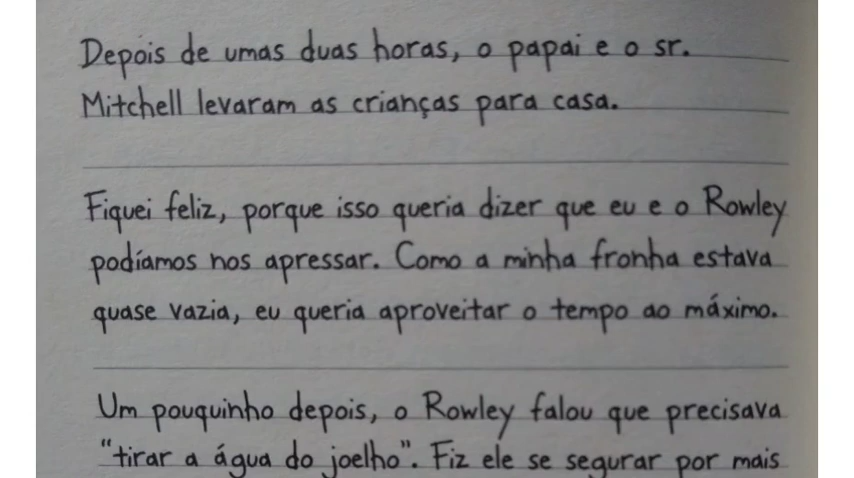 Depois de umas duas horas, o papai e o sr.
Mitchell levaram as crianças para casa.
Fiquei feliz, porque isso queria dizer que eu e o Rowley
podíamos nos apressar. Como a minha fronha estava
quase vazia, eu queria aproveitar o tempo ao máximo.
Um pouquinho depois, o Rowley falou que precisava
“tirar a água do joelho”. Fiz ele se segurar por mais